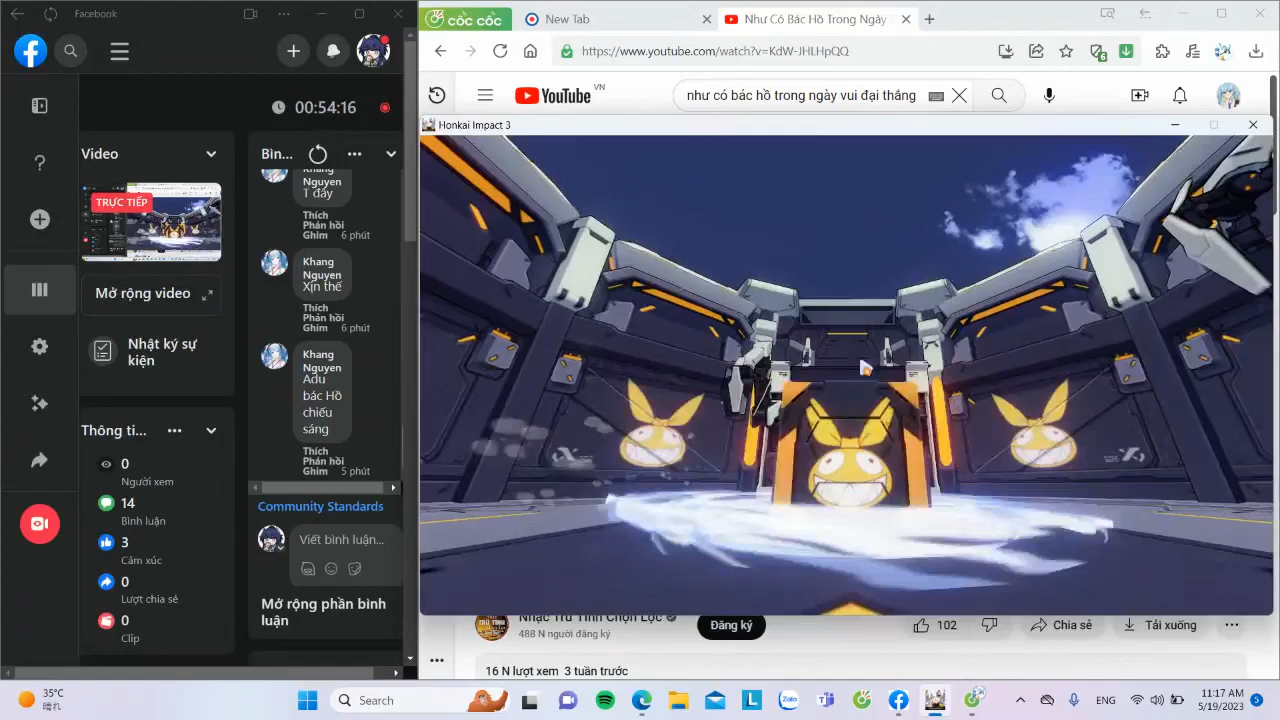 Facebook
00:54:16
Video
TRỰC TIẾP
Mở rộng video
Nhật ký sự
kiện
Thông ti...
0
Người xem
14
Bình luận
3
Cảm xúc
0
Lượt chia sẻ
0
Clip
Bìn...
Khang
Nguyen
T đây
Thích
Phản hồi
Ghim
6 phút
Khang
Nguyen
Xịn thế
Thích
Phản hồi
Ghim
6 phút
Khang
Nguyen
Adu
bác Hồ
chiếu
sáng
Thích
Phản hồi
Ghim
5 phút
Community Standards
Viết bình luận...
Mở rộng phần bình
luận
CỐC CỐC
New Tab
Như Có Bác Hồ Trong Ngày
https://www.youtube.com/watch?v=KdW-JHLHpQQ
6
YouTube
VN
như có bác hồ trong ngày vui đại thắng
Honkai Impact 3
Nhạc Trữ Tình Chọn Lọc
488 N người đăng ký
Đăng ký
102
Chia sẻ
Tải xuống
16 N lượt xem 3 tuần trước
35°C
晴れ
Search
Zalo
ENG
11:17 AM
5/19/2023
5